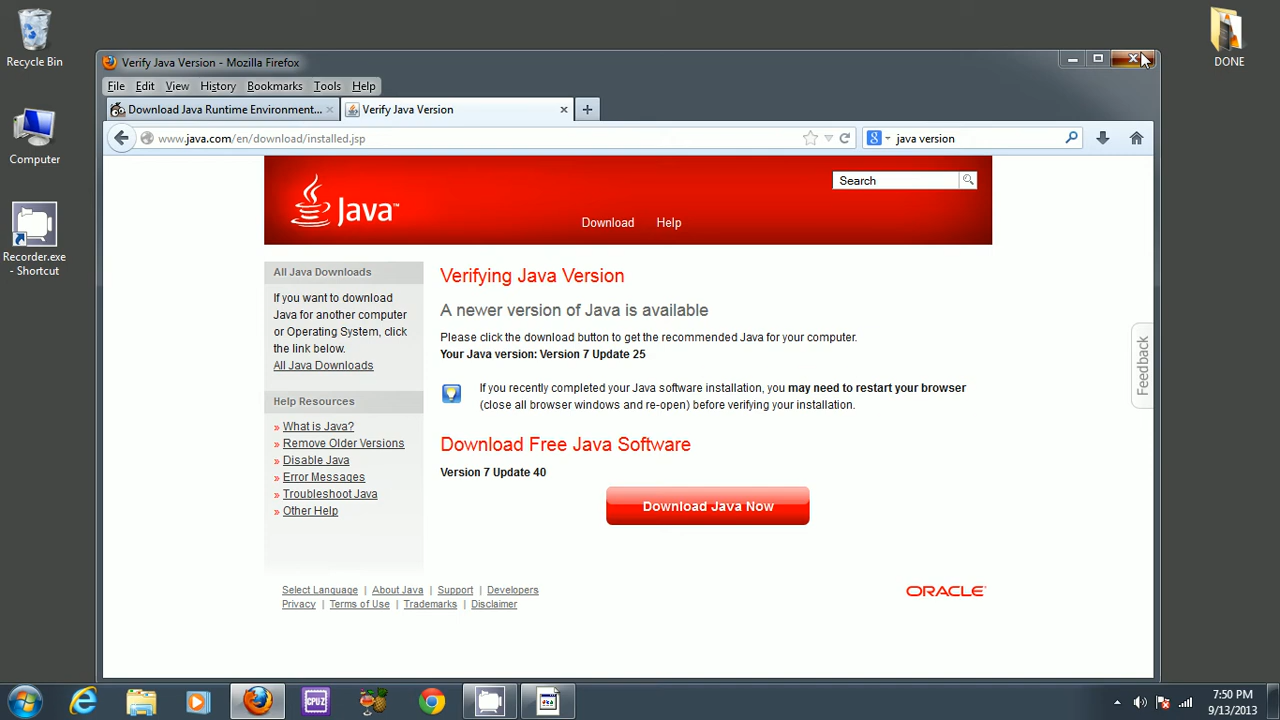 Recycle Bin
Computer
Recorder.exe
- Shortcut
DONE
Verify Java Version - Mozilla Firefox
File Edit View History Bookmarks Tools Help
Download Java Runtime Environment...
Verify Java Version
www.java.com/en/download/installed.jsp
java version
Java™
Search
Download Help
All Java Downloads
If you want to download
Java for another computer
or Operating System, click
the link below.
All Java Downloads
Help Resources
» What is Java?
» Remove Older Versions
» Disable Java
» Error Messages
» Troubleshoot Java
» Other Help
Verifying Java Version
A newer version of Java is available
Please click the download button to get the recommended Java for your computer.
Your Java version: Version 7 Update 25
If you recently completed your Java software installation, you may need to restart your browser
(close all browser windows and re-open) before verifying your installation.
Download Free Java Software
Version 7 Update 40
Download Java Now
Feedback
Select Language | About Java | Support | Developers
Privacy | Terms of Use | Trademarks | Disclaimer
ORACLE
CPUZ
7:50 PM
9/13/2013